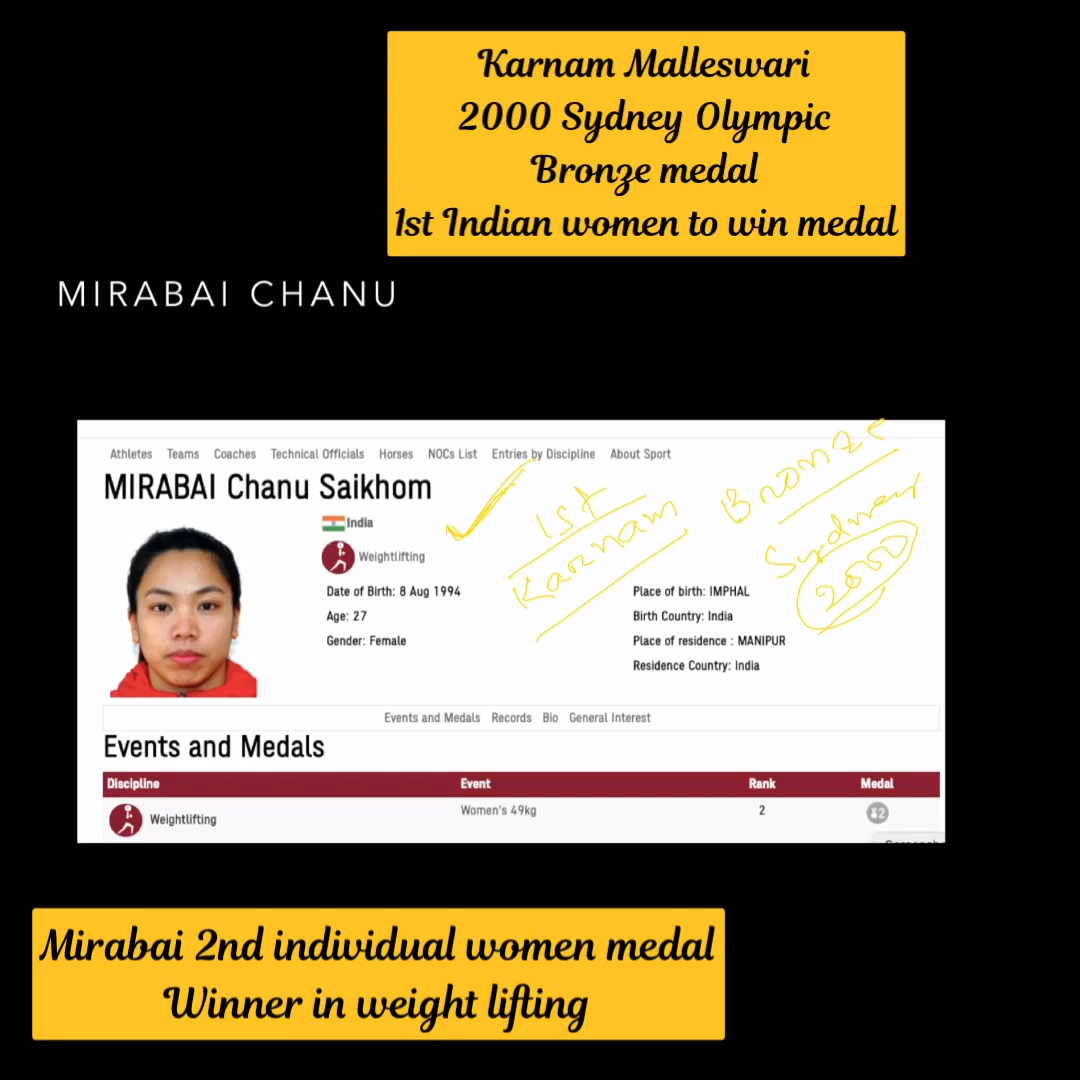 Karnam Malleswari
2000 Sydney Olympic
Bronze medal
1st Indian women to win medal
MIRABAI CHANU
Athletes Teams Coaches Technical Officials Horses NOCs List Entries by Discipline About Sport
MIRABAI Chanu Saikhom
India
Weightlifting
1st
Karnam
Bronze
Sydney
2000
Date of Birth: 8 Aug 1994
Age: 27
Gender: Female
Place of birth: IMPHAL
Birth Country: India
Place of residence : MANIPUR
Residence Country: India
Events and Medals Records Bio General Interest
Events and Medals
Discipline Event Rank Medal
Weightlifting Women's 49kg 2 2
Mirabai 2nd individual women medal
Winner in weight lifting